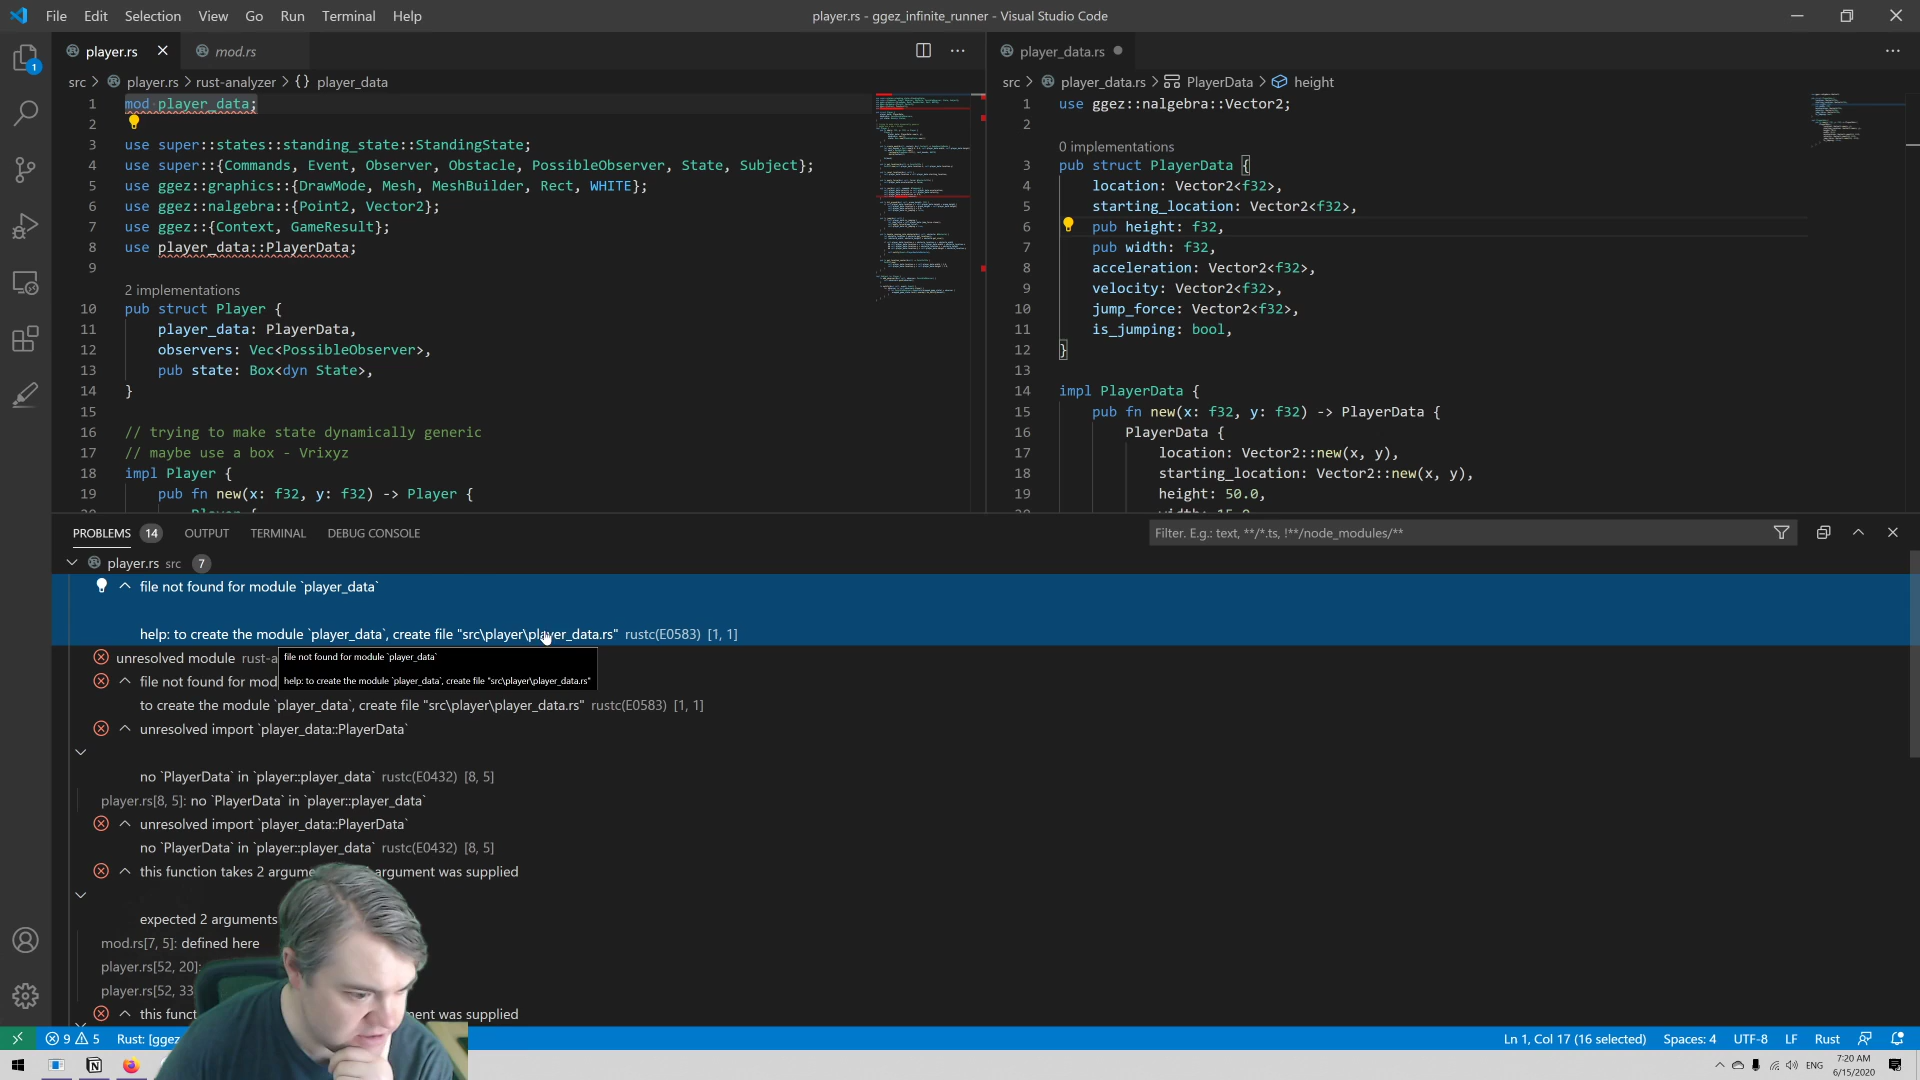 File Edit Selection View Go Run Terminal Help
player.rs - ggez_infinite_runner - Visual Studio Code
player.rs
mod.rs
src > player.rs > rust-analyzer > {} player_data
1 mod player_data;
2
3 use super::states::standing_state::StandingState;
4 use super::{Commands, Event, Observer, Obstacle, PossibleObserver, State, Subject};
5 use ggez::graphics::{DrawMode, Mesh, MeshBuilder, Rect, WHITE};
6 use ggez::nalgebra::{Point2, Vector2};
7 use ggez::{Context, GameResult};
8 use player_data::PlayerData;
9
2 implementations
10 pub struct Player {
11 player_data: PlayerData,
12 observers: Vec<PossibleObserver>,
13 pub state: Box<dyn State>,
14 }
15
16 // trying to make state dynamically generic
17 // maybe use a box - Vrixyz
18 impl Player {
19 pub fn new(x: f32, y: f32) -> Player {
Player {
player_data.rs
src > player_data.rs > PlayerData > height
1 use ggez::nalgebra::Vector2;
2
0 implementations
3 pub struct PlayerData {
4 location: Vector2<f32>,
5 starting_location: Vector2<f32>,
6 pub height: f32,
7 pub width: f32,
8 acceleration: Vector2<f32>,
9 velocity: Vector2<f32>,
10 jump_force: Vector2<f32>,
11 is_jumping: bool,
12 }
13
14 impl PlayerData {
15 pub fn new(x: f32, y: f32) -> PlayerData {
16 PlayerData {
17 location: Vector2::new(x, y),
18 starting_location: Vector2::new(x, y),
19 height: 50.0,
width: 15.0
PROBLEMS 14 OUTPUT TERMINAL DEBUG CONSOLE
Filter. E.g.: text, **/*.ts, !**/node_modules/**
player.rs src 7
file not found for module `player_data`
help: to create the module `player_data`, create file "src\player\player_data.rs" rustc(E0583) [1, 1]
unresolved module rust-a
file not found for module `player_data`
help: to create the module `player_data`, create file "src\player\player_data.rs"
file not found for mod
to create the module `player_data`, create file "src\player\player_data.rs" rustc(E0583) [1, 1]
unresolved import `player_data::PlayerData`
no `PlayerData` in `player::player_data` rustc(E0432) [8, 5]
player.rs[8, 5]: no `PlayerData` in `player::player_data`
unresolved import `player_data::PlayerData`
no `PlayerData` in `player::player_data` rustc(E0432) [8, 5]
this function takes 2 argume argument was supplied
expected 2 arguments
mod.rs[7, 5]: defined here
player.rs[52, 20]:
player.rs[52, 33
this funct ment was supplied
9 5 Rust: [ggez
Ln 1, Col 17 (16 selected) Spaces: 4 UTF-8 LF Rust
ENG
7:20 AM
6/15/2020